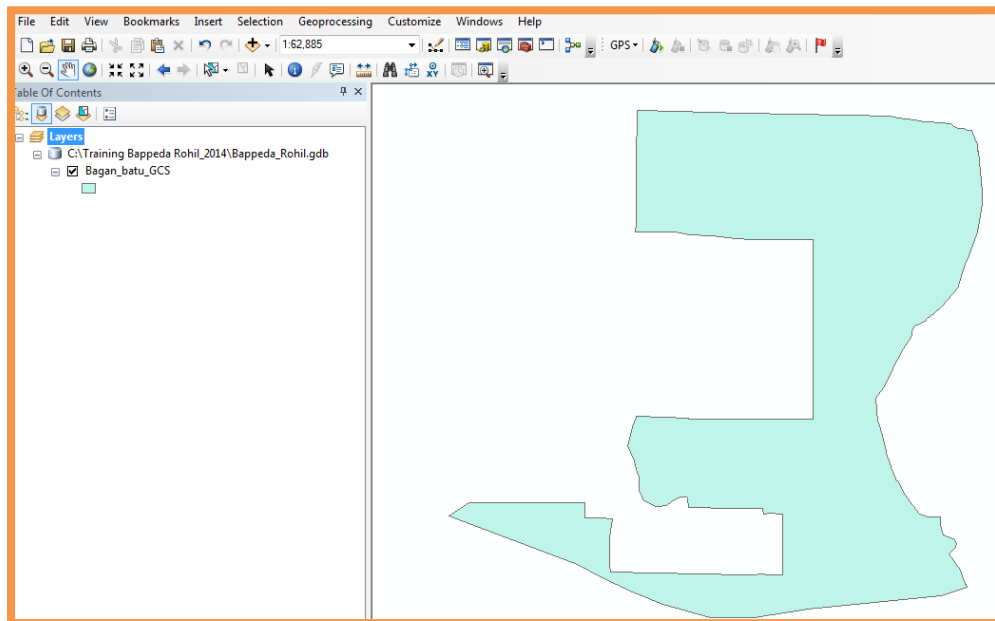 File Edit View Bookmarks Insert Selection Geoprocessing Customize Windows Help
1:62,885
GPS
Table Of Contents
Layers
C:\Training Bappeda Rohil_2014\Bappeda_Rohil.gdb
Bagan_batu_GCS